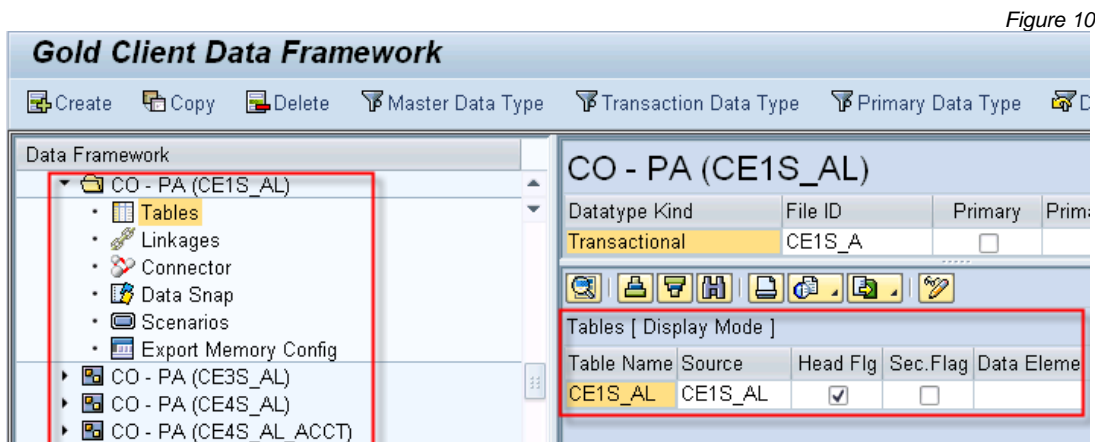 Figure 10
Gold Client Data Framework
Create Copy Delete Master Data Type Transaction Data Type Primary Data Type
Data Framework
CO - PA (CE1S_AL)
Tables
Linkages
Connector
Data Snap
Scenarios
Export Memory Config
CO - PA (CE3S_AL)
CO - PA (CE4S_AL)
CO - PA (CE4S_AL_ACCT)
CO - PA (CE1S_AL)
Datatype Kind File ID Primary
Transactional CE1S_A
Tables [ Display Mode ]
Table Name Source Head Flg Sec.Flag Data Eleme
CE1S_AL CE1S_AL